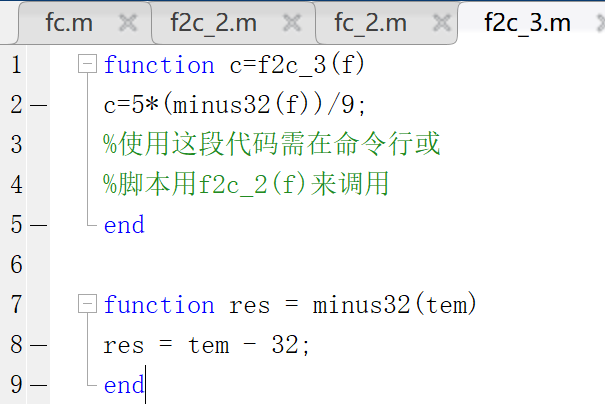 fc.m f2c_2.m fc_2.m f2c_3.m
1 function c=f2c_3(f)
2 c=5*(minus32(f))/9;
3 %使用这段代码需在命令行或
4 %脚本用f2c_2(f)来调用
5 end
6
7 function res = minus32(tem)
8 res = tem - 32;
9 end